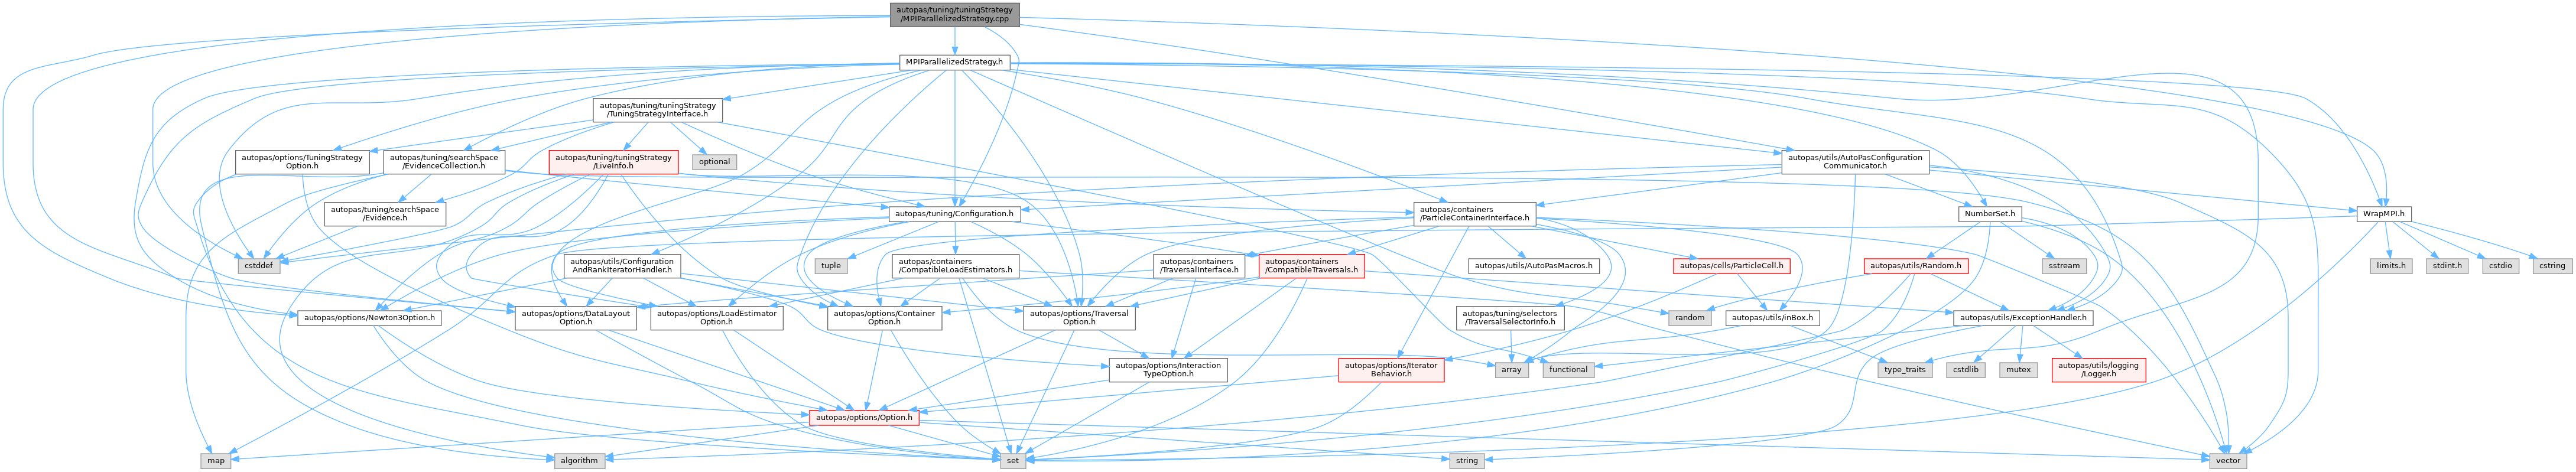 autopas/tuning/tuningStrategy
/MPIParallelizedStrategy.cpp
MPIParallelizedStrategy.h
autopas/tuning/tuningStrategy
/TuningStrategyInterface.h
autopas/options/TuningStrategy
Option.h
autopas/tuning/searchSpace
/EvidenceCollection.h
autopas/tuning/tuningStrategy
/LiveInfo.h
optional
autopas/utils/AutoPasConfiguration
Communicator.h
autopas/tuning/searchSpace
/Evidence.h
autopas/tuning/Configuration.h
autopas/containers
/ParticleContainerInterface.h
NumberSet.h
WrapMPI.h
cstddef
autopas/utils/Configuration
AndRankIteratorHandler.h
tuple
autopas/containers
/CompatibleLoadEstimators.h
autopas/containers
/TraversalInterface.h
autopas/containers
/CompatibleTraversals.h
autopas/utils/AutoPasMacros.h
autopas/cells/ParticleCell.h
autopas/utils/Random.h
sstream
limits.h
stdint.h
cstdio
cstring
autopas/options/Newton3Option.h
autopas/options/DataLayout
Option.h
autopas/options/LoadEstimator
Option.h
autopas/options/Container
Option.h
autopas/options/Traversal
Option.h
autopas/tuning/selectors
/TraversalSelectorInfo.h
random
autopas/utils/inBox.h
autopas/utils/ExceptionHandler.h
autopas/options/Interaction
TypeOption.h
autopas/options/Iterator
Behavior.h
array
functional
type_traits
cstdlib
mutex
autopas/utils/logging
/Logger.h
autopas/options/Option.h
map
algorithm
set
string
vector